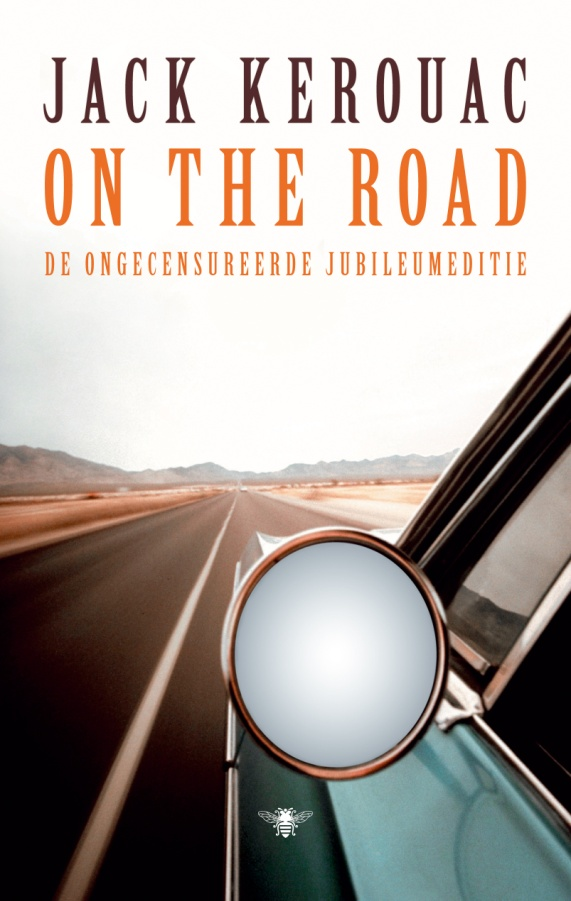 JACK KEROUAC
ON THE ROAD
DE ONGECENSUREERDE JUBILEUMEDITIE